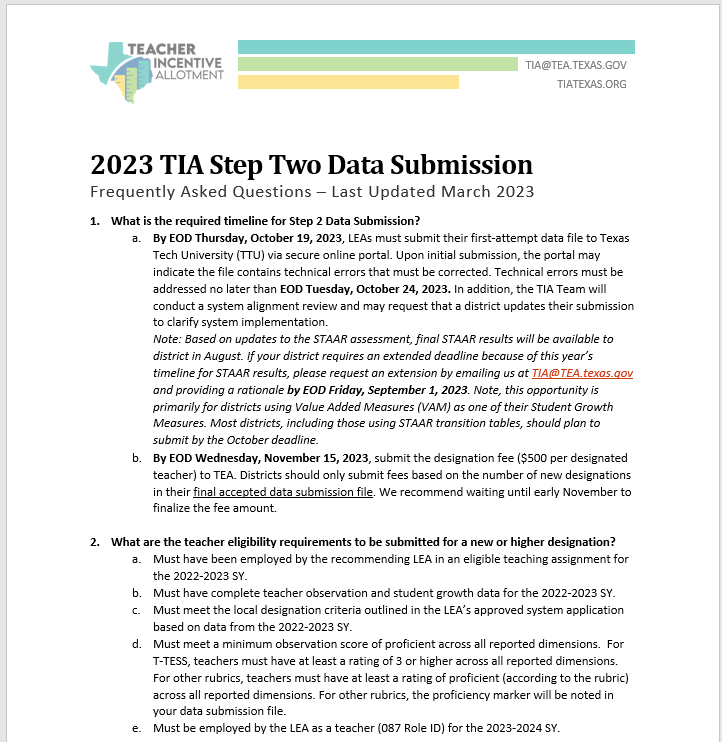 TEACHER
INCENTIVE
ALLOTMENT
TIA@TEA.TEXAS.GOV
TIATEXAS.ORG
2023 TIA Step Two Data Submission
Frequently Asked Questions – Last Updated March 2023
1. What is the required timeline for Step 2 Data Submission?
a. By EOD Thursday, October 19, 2023, LEAs must submit their first-attempt data file to Texas
Tech University (TTU) via secure online portal. Upon initial submission, the portal may
indicate the file contains technical errors that must be corrected. Technical errors must be
addressed no later than EOD Tuesday, October 24, 2023. In addition, the TIA Team will
conduct a system alignment review and may request that a district updates their submission
to clarify system implementation.
Note: Based on updates to the STAAR assessment, final STAAR results will be available to
district in August. If your district requires an extended deadline because of this year's
timeline for STAAR results, please request an extension by emailing us at TIA@TEA.texas.gov
and providing a rationale by EOD Friday, September 1, 2023. Note, this opportunity is
primarily for districts using Value Added Measures (VAM) as one of their Student Growth
Measures. Most districts, including those using STAAR transition tables, should plan to
submit by the October deadline.
b. By EOD Wednesday, November 15, 2023, submit the designation fee ($500 per designated
teacher) to TEA. Districts should only submit fees based on the number of new designations
in their final accepted data submission file. We recommend waiting until early November to
finalize the fee amount.
2. What are the teacher eligibility requirements to be submitted for a new or higher designation?
a. Must have been employed by the recommending LEA in an eligible teaching assignment for
the 2022-2023 SY.
b. Must have complete teacher observation and student growth data for the 2022-2023 SY.
c. Must meet the local designation criteria outlined in the LEA's approved system application
based on data from the 2022-2023 SY.
d. Must meet a minimum observation score of proficient across all reported dimensions. For
T-TESS, teachers must have at least a rating of 3 or higher across all reported dimensions.
For other rubrics, teachers must have at least a rating of proficient (according to the rubric)
across all reported dimensions. For other rubrics, the proficiency marker will be noted in
your data submission file.
e. Must be employed by the LEA as a teacher (087 Role ID) for the 2023-2024 SY.